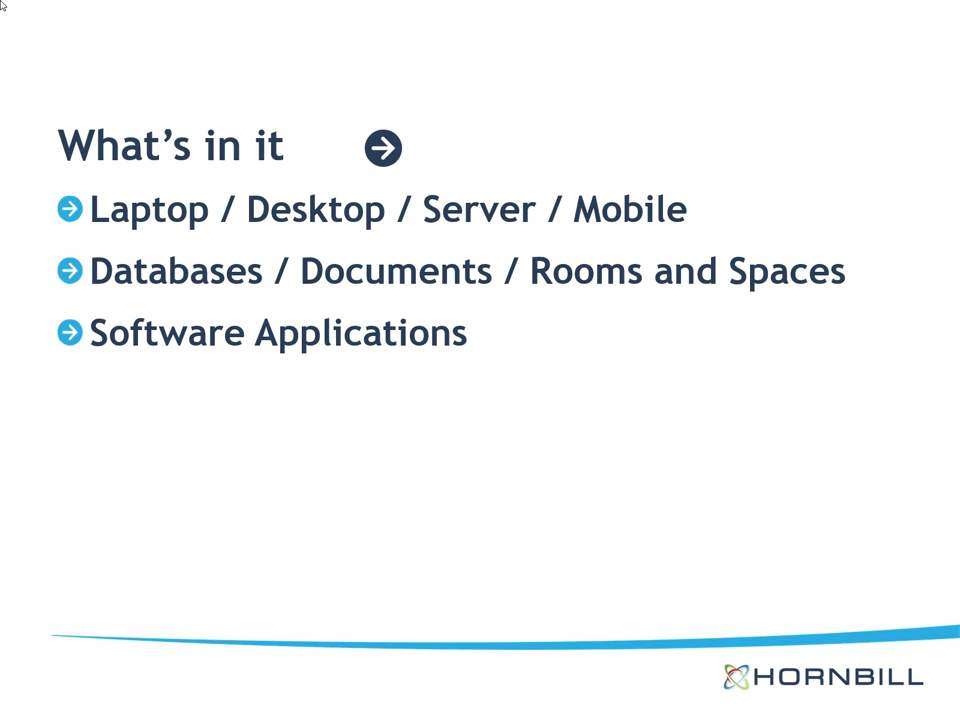 What's in it
Laptop / Desktop / Server / Mobile
Databases / Documents / Rooms and Spaces
Software Applications
HORNBILL